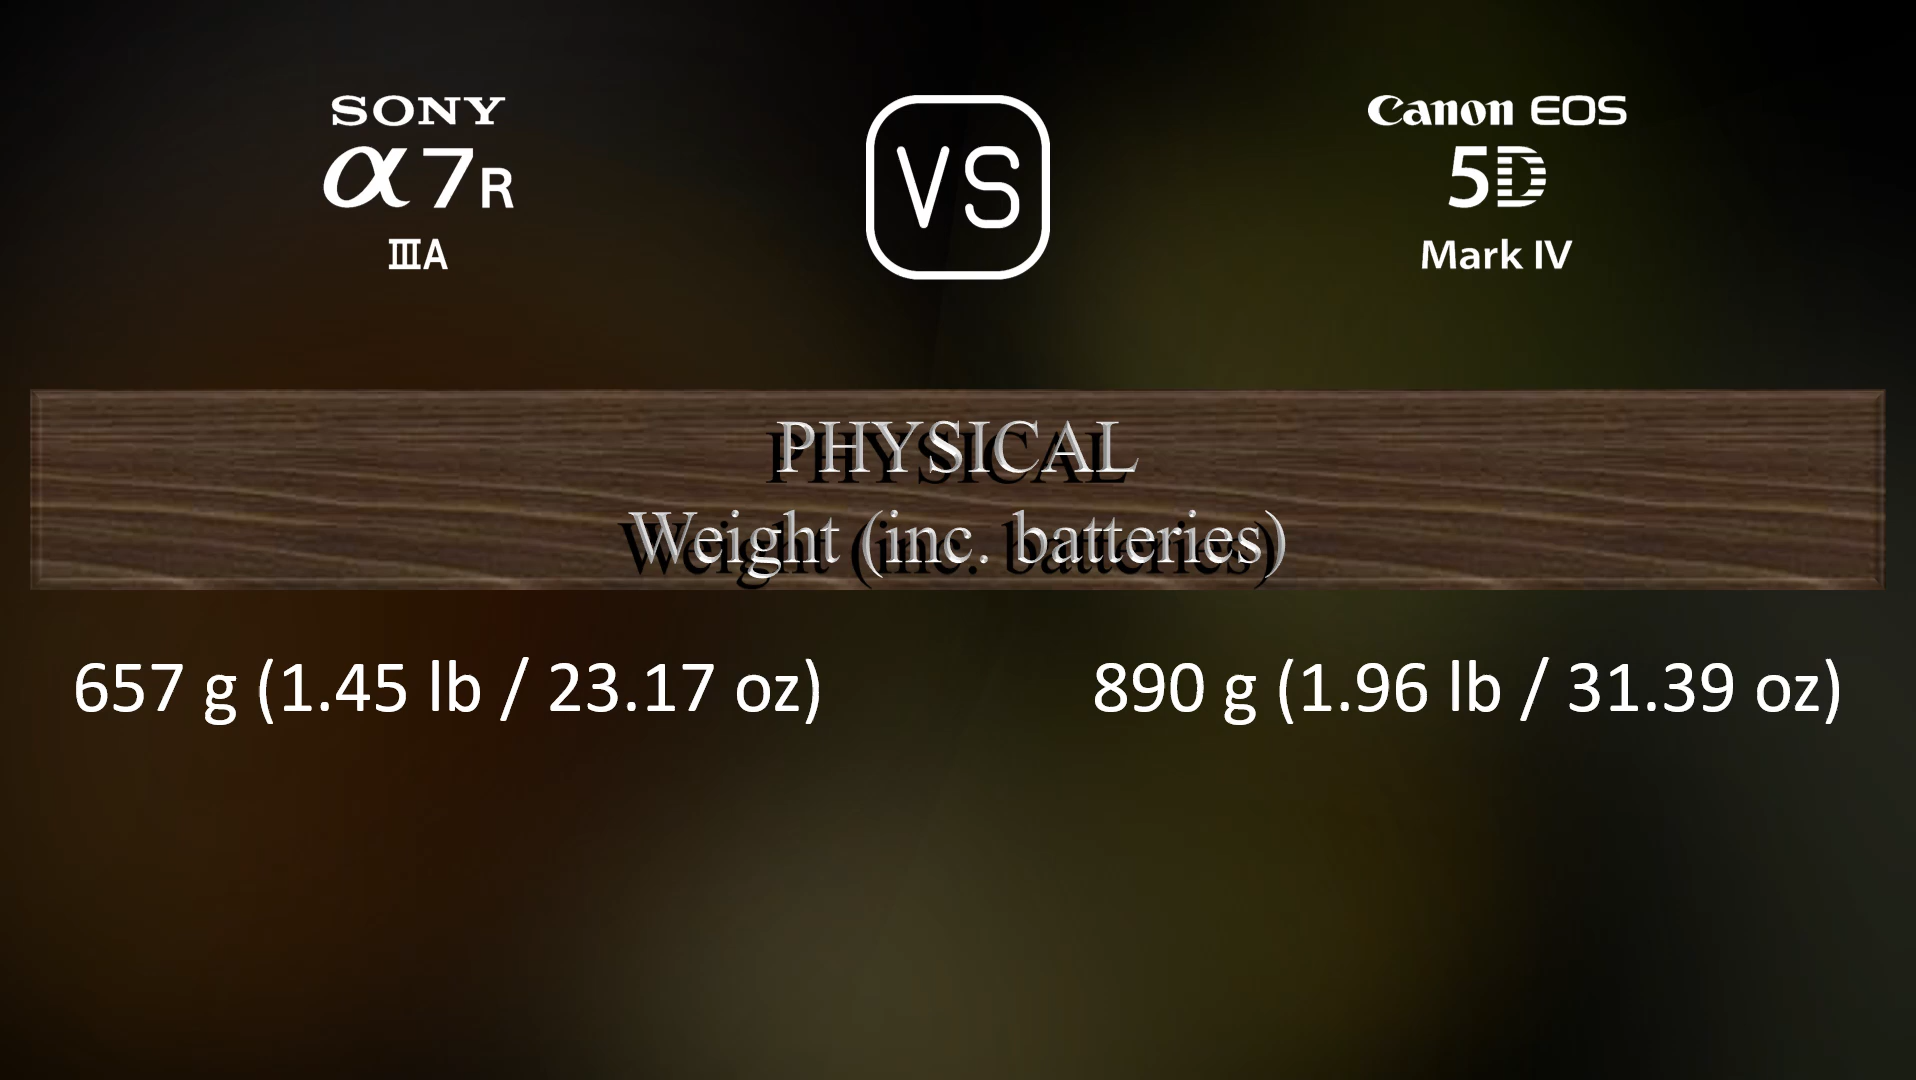 SONY
α7R
IIIA
VS
Canon EOS
5D
Mark IV
PHYSICAL
Weight (inc. batteries)
657 g (1.45 lb / 23.17 oz)
890 g (1.96 lb / 31.39 oz)